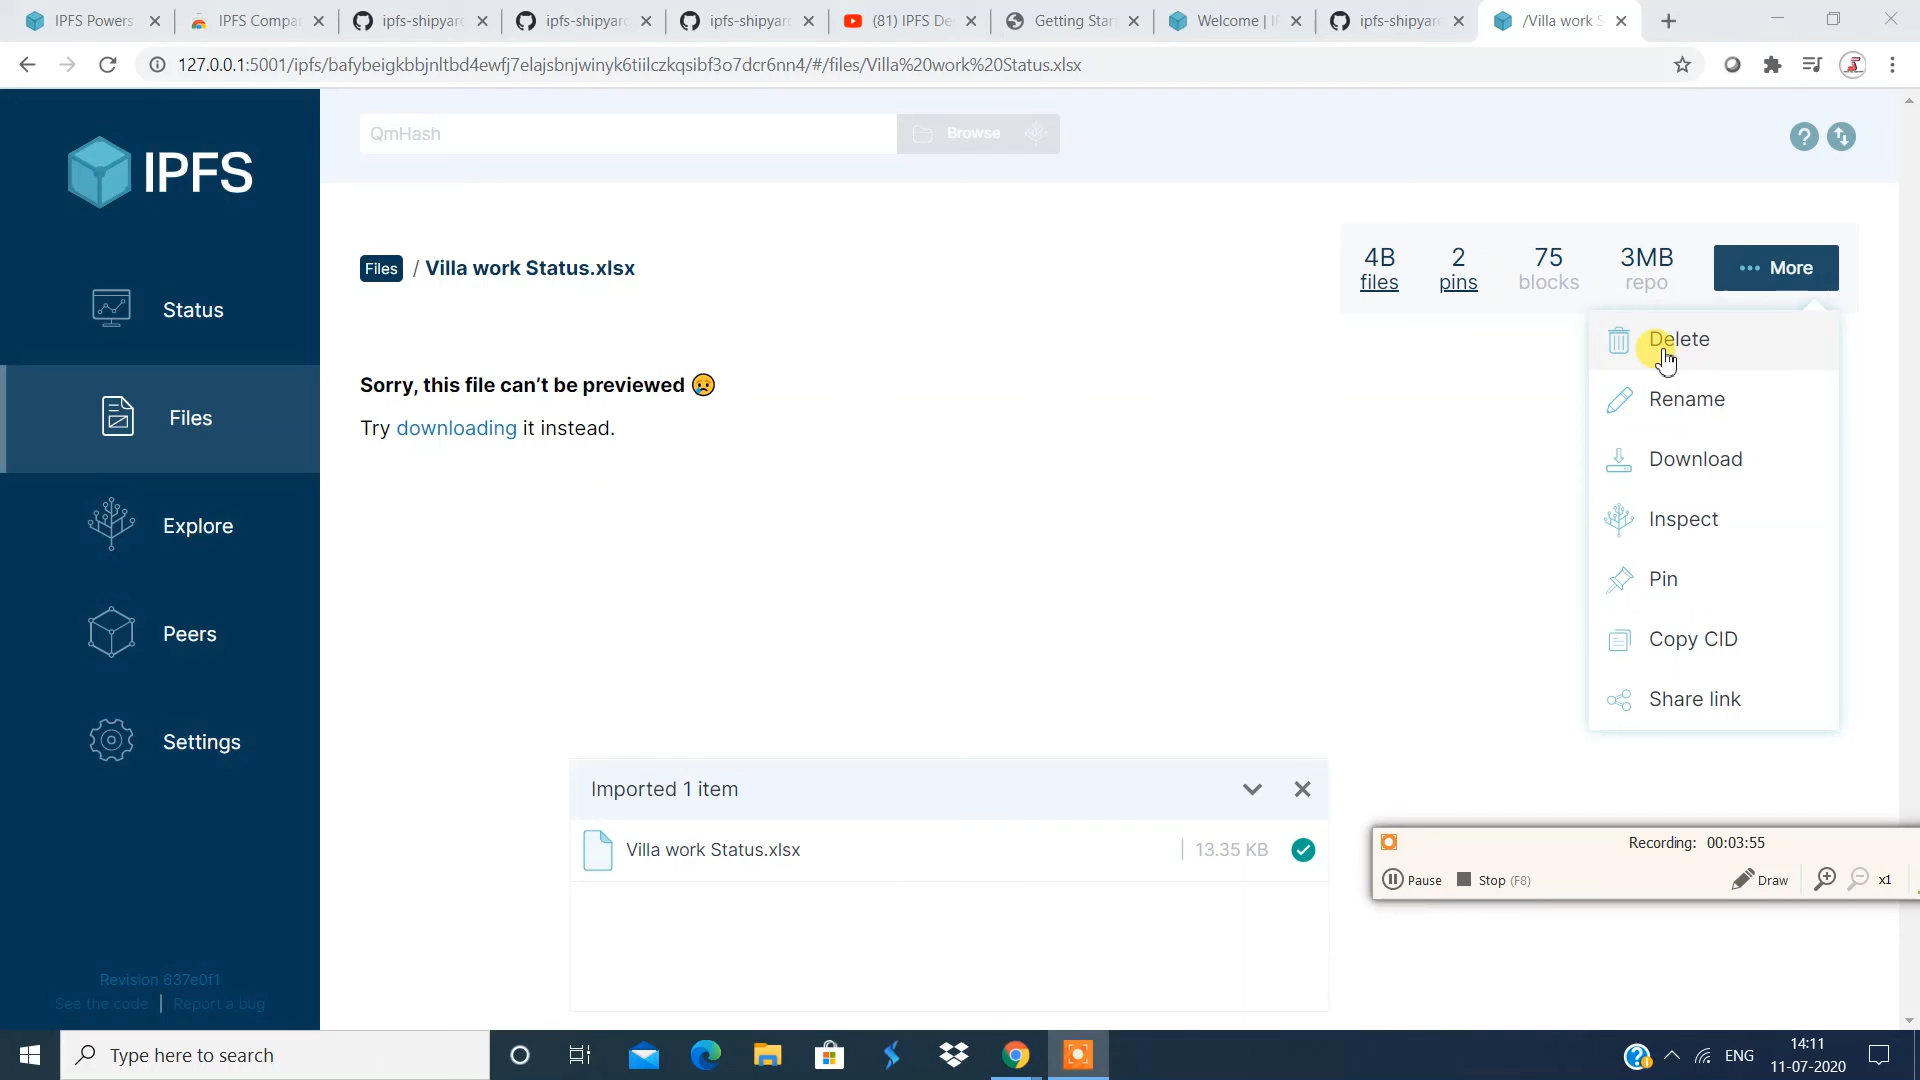 IPFS Powers
IPFS Compa
ipfs-shipyar
ipfs-shipyar
ipfs-shipyar
(81) IPFS De
Getting Star
Welcome | I
ipfs-shipyar
/Villa work S
127.0.0.1:5001/ipfs/bafybeigkbbjnltbd4ewfj7elajsbnjwinyk6tiilczkqsibf3o7dcr6nn4/#/files/Villa%20work%20Status.xlsx
IPFS
QmHash
Browse
Status
Files
Explore
Peers
Settings
Revision 637e0f1
See the code | Report a bug
Files / Villa work Status.xlsx
4B files
2 pins
75 blocks
3MB repo
More
Sorry, this file can’t be previewed 😢
Try downloading it instead.
Delete
Rename
Download
Inspect
Pin
Copy CID
Share link
Imported 1 item
Villa work Status.xlsx | 13.35 KB
Recording: 00:03:55
Pause Stop (F8) Draw x1
Type here to search
ENG
14:11
11-07-2020